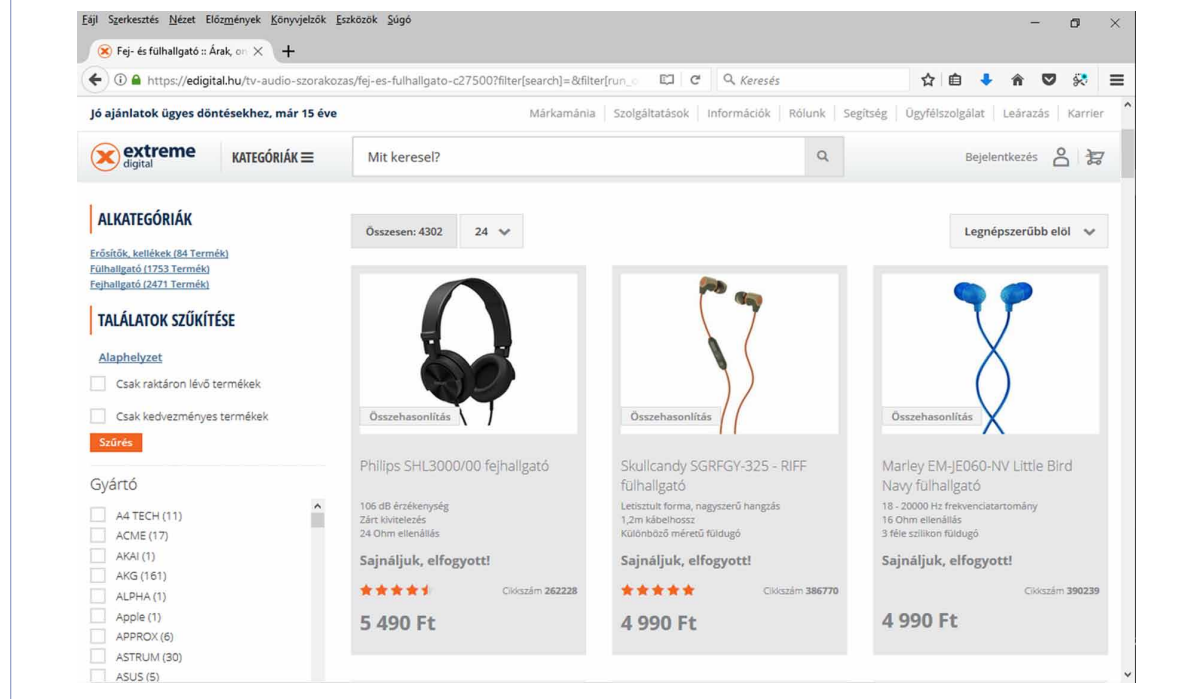 Fájl Szerkesztés Nézet Előzmények Könyvjelzők Eszközök Súgó
Fej- és fülhallgató :: Árak, on
https://edigital.hu/tv-audio-szorakozas/fej-es-fulhallgato-c27500?filter[search]=&filter[run_o
Keresés
Jó ajánlatok ügyes döntésekhez, már 15 éve
Márkamánia Szolgáltatások Információk Rólunk Segítség Ügyfélszolgálat Leárazás Karrier
extreme
digital
KATEGÓRIÁK
Mit keresel?
Bejelentkezés
ALKATEGÓRIÁK
Erősítők, kellékek (84 Termék)
Fülhallgató (1753 Termék)
Fejhallgató (2471 Termék)
TALÁLATOK SZŰKÍTÉSE
Alaphelyzet
Csak raktáron lévő termékek
Csak kedvezményes termékek
Szűrés
Gyártó
A4 TECH (11)
ACME (17)
AKAI (1)
AKG (161)
ALPHA (1)
Apple (1)
APPROX (6)
ASTRUM (30)
ASUS (5)
Összesen: 4302
24
Legnépszerűbb elöl
Összehasonlítás
Philips SHL3000/00 fejhallgató
106 dB érzékenység
Zárt kivitelezés
24 Ohm ellenállás
Sajnáljuk, elfogyott!
Cikkszám 262228
5 490 Ft
Összehasonlítás
Skullcandy SGRFGY-325 - RIFF
fülhallgató
Letisztult forma, nagyszerű hangzás
1,2m kábelhossz
Különböző méretű füldugó
Sajnáljuk, elfogyott!
Cikkszám 386770
4 990 Ft
Összehasonlítás
Marley EM-JE060-NV Little Bird
Navy fülhallgató
18 - 20000 Hz frekvenciatartomány
16 Ohm ellenállás
3 féle szilikon füldugó
Sajnáljuk, elfogyott!
Cikkszám 390239
4 990 Ft